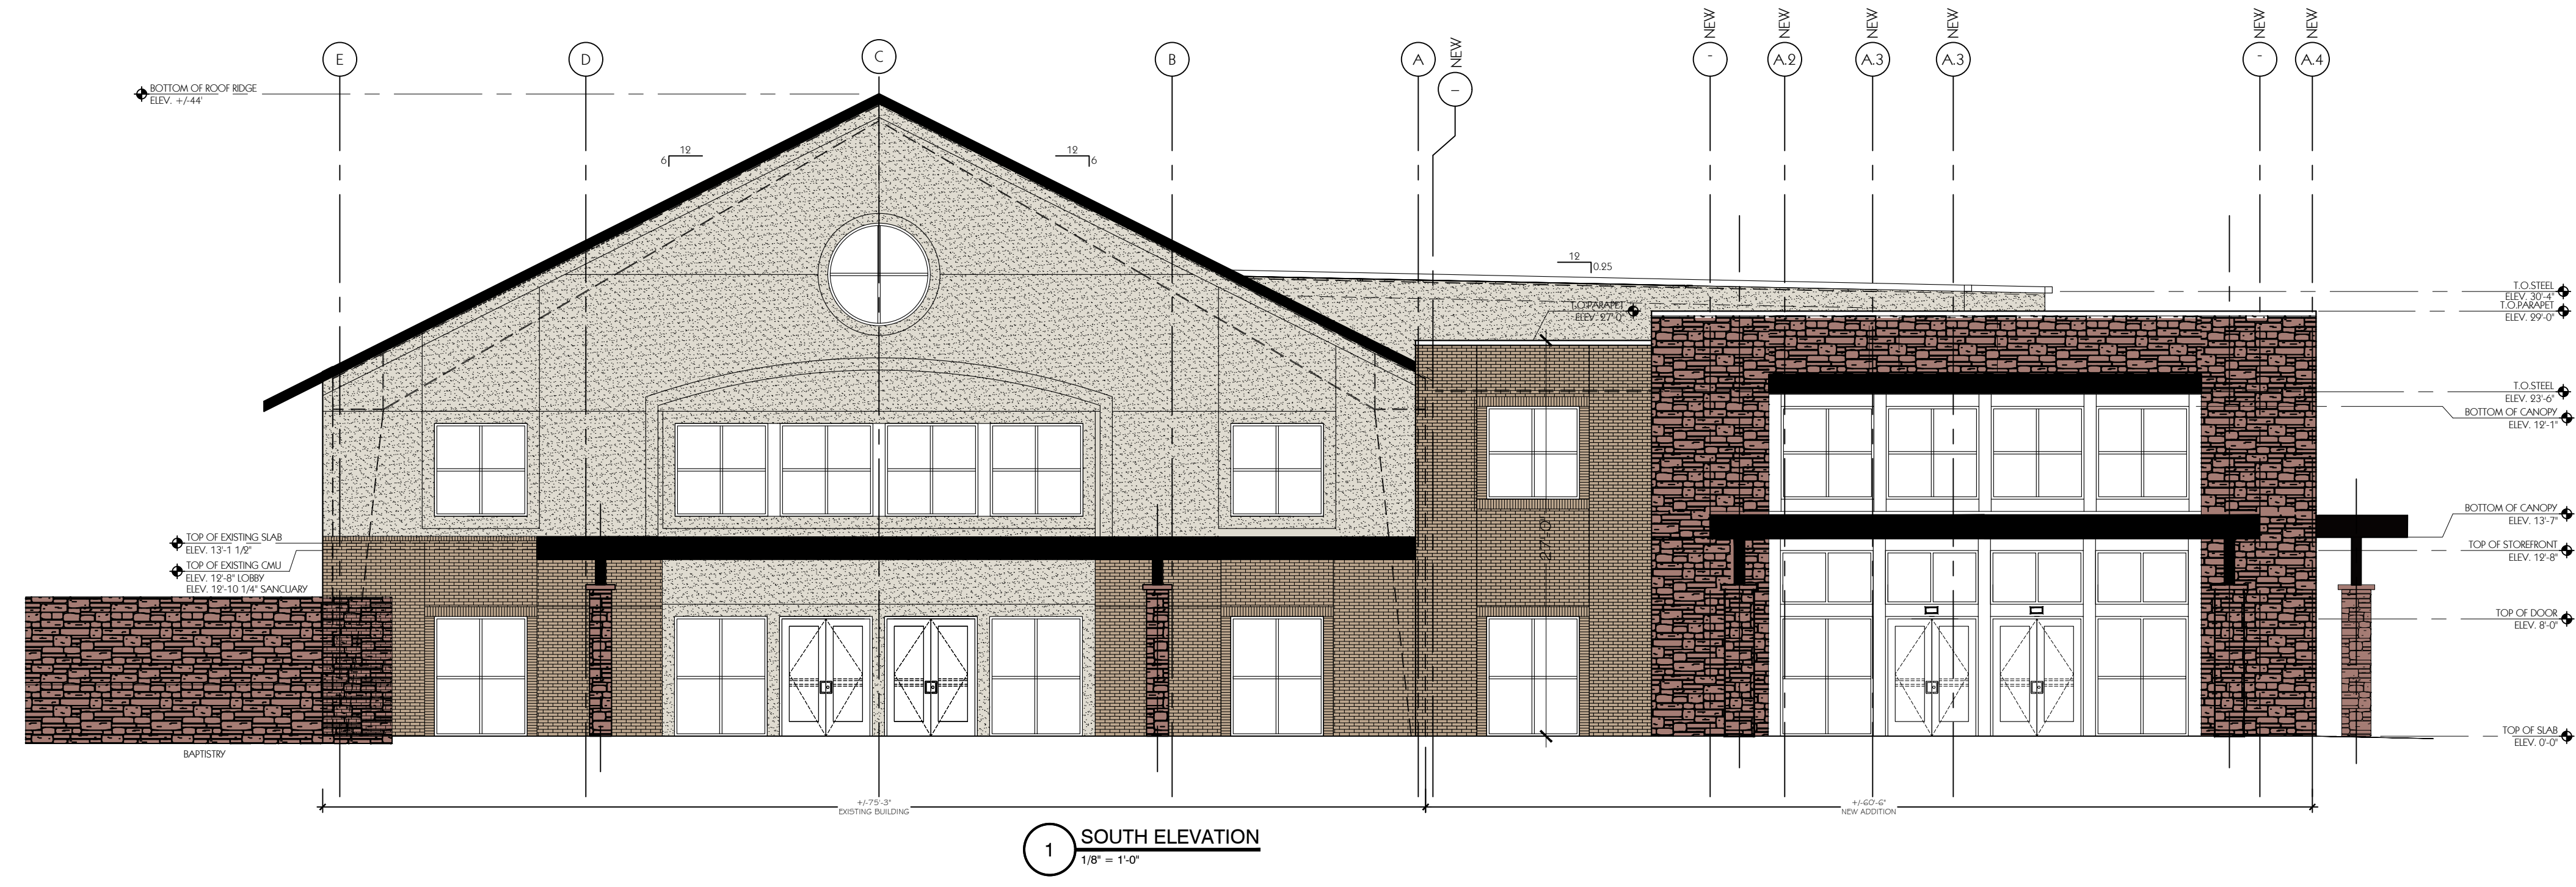 NEW
NEW
NEW
NEW
NEW
NEW
NEW
E
D
C
B
A
-
A.2
A.3
A.3
-
A.4
–
BOTTOM OF ROOF RIDGE
ELEV. +/-44'
12
6
12
6
12
0.25
T.O.PARAPET
ELEV. 27'-0"
T.O.STEEL
ELEV. 30'-4"
T.O.PARAPET
ELEV. 29'-0"
T.O.STEEL
ELEV. 23'-6"
BOTTOM OF CANOPY
ELEV. 12'-1"
BOTTOM OF CANOPY
ELEV. 13'-7"
TOP OF STOREFRONT
ELEV. 12'-8"
TOP OF DOOR
ELEV. 8'-0"
TOP OF SLAB
ELEV. 0'-0"
TOP OF EXISTING SLAB
ELEV. 13'-1 1/2"
TOP OF EXISTING CMU
ELEV. 12'-8" LOBBY
ELEV. 12'-10 1/4" SANCUARY
27'-0"
BAPTISTRY
+/-75'-3"
EXISTING BUILDING
+/-60'-6"
NEW ADDITION
1
SOUTH ELEVATION
1/8" = 1'-0"